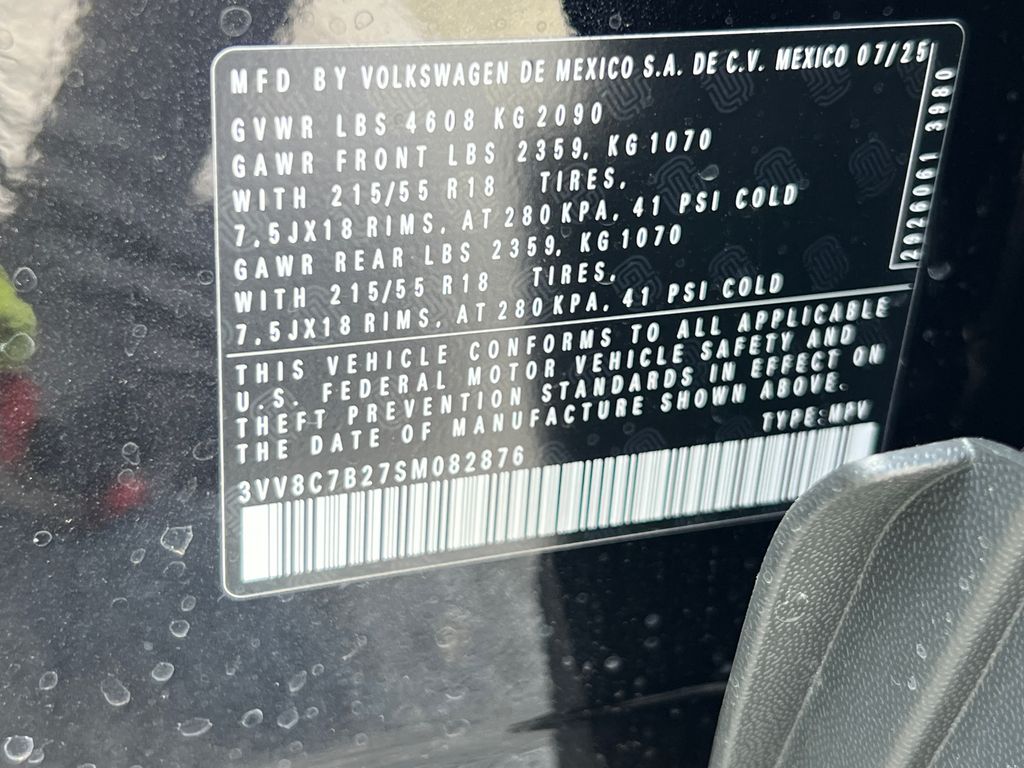 MFD BY VOLKSWAGEN DE MEXICO S.A. DE C.V. MEXICO 07/25
GVWR LBS 4608 KG 2090
GAWR FRONT LBS 2359, KG 1070
WITH 215/55 R18 TIRES,
7,5JX18 RIMS, AT 280 KPA, 41 PSI COLD
GAWR REAR LBS 2359, KG 1070
WITH 215/55 R18 TIRES,
7,5JX18 RIMS, AT 280 KPA, 41 PSI COLD
THIS VEHICLE CONFORMS TO ALL APPLICABLE
U.S. FEDERAL MOTOR VEHICLE SAFETY AND
THEFT PREVENTION STANDARDS IN EFFECT ON
THE DATE OF MANUFACTURE SHOWN ABOVE.
TYPE:MPV
3VV8C7B27SM082876
2926061 3980